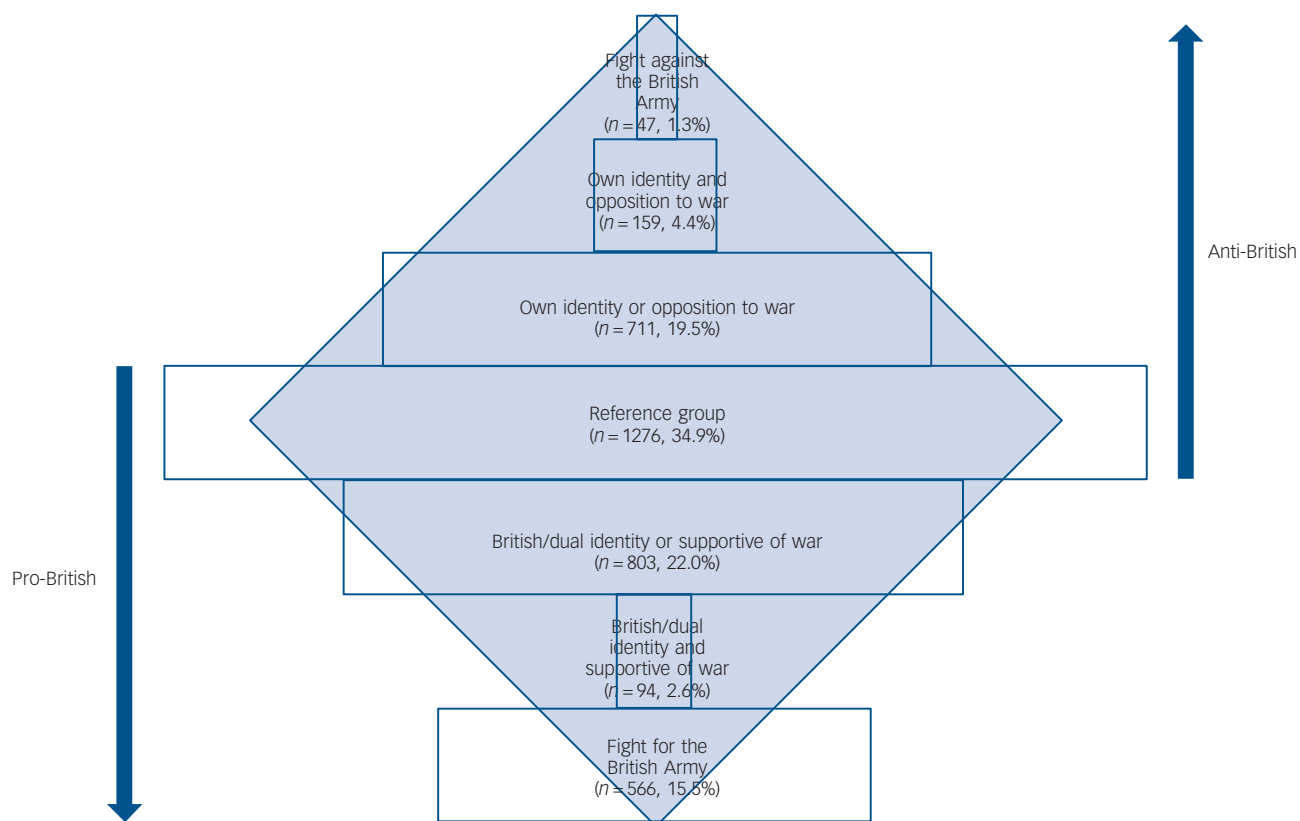 Fight against
the British
Army
(n = 47, 1.3%)
Own identity and
opposition to war
(n = 159, 4.4%)
Anti-British
Own identity or opposition to war
(n = 711, 19.5%)
Reference group
(n = 1276, 34.9%)
British/dual identity or supportive of war
(n = 803, 22.0%)
Pro-British
British/dual
identity and
supportive of war
(n = 94, 2.6%)
Fight for the
British Army
(n = 566, 15.5%)